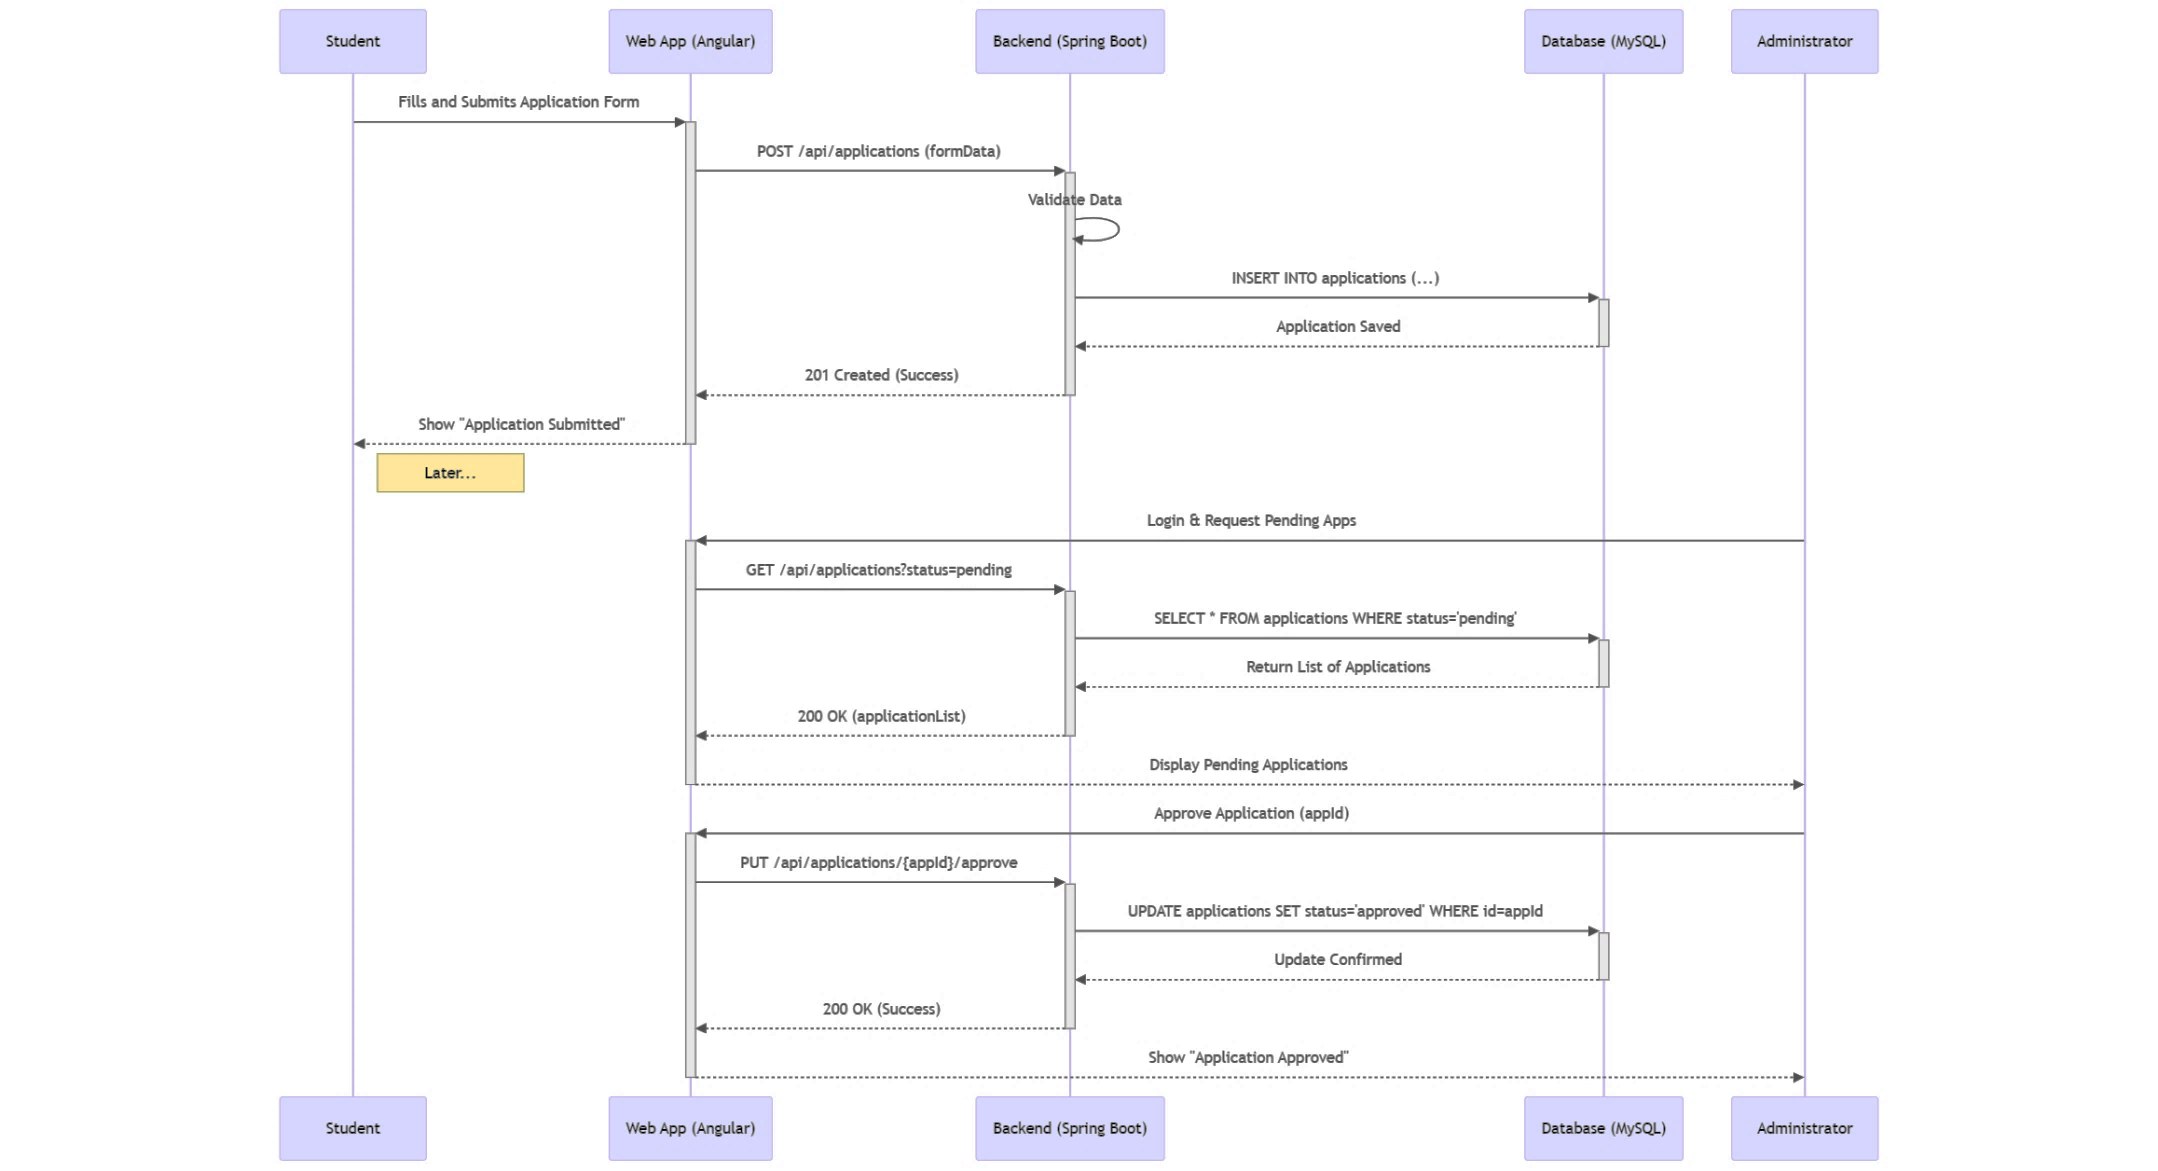 Student
Web App (Angular)
Backend (Spring Boot)
Database (MySQL)
Administrator
Fills and Submits Application Form
POST /api/applications (formData)
Validate Data
INSERT INTO applications (...)
Application Saved
201 Created (Success)
Show "Application Submitted"
Later...
Login & Request Pending Apps
GET /api/applications?status=pending
SELECT * FROM applications WHERE status='pending'
Return List of Applications
200 OK (applicationList)
Display Pending Applications
Approve Application (appId)
PUT /api/applications/{appId}/approve
UPDATE applications SET status='approved' WHERE id=appId
Update Confirmed
200 OK (Success)
Show "Application Approved"
Student
Web App (Angular)
Backend (Spring Boot)
Database (MySQL)
Administrator